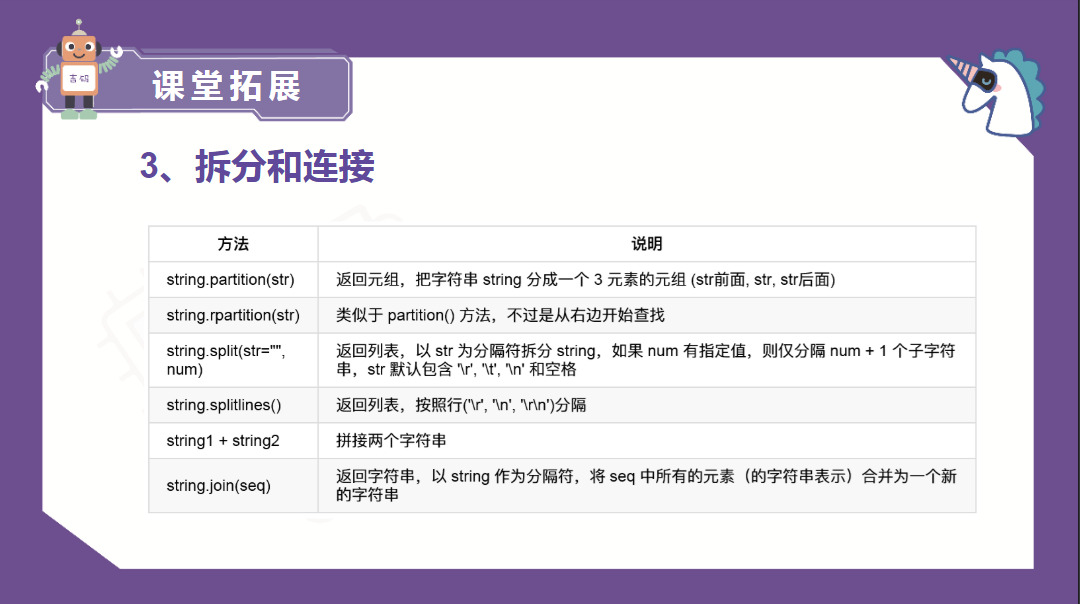 吉码
课堂拓展
3、拆分和连接
方法 说明
string.partition(str) 返回元组，把字符串 string 分成一个 3 元素的元组 (str前面, str, str后面)
string.rpartition(str) 类似于 partition() 方法，不过是从右边开始查找
string.split(str="", 返回列表，以 str 为分隔符拆分 string，如果 num 有指定值，则仅分隔 num + 1 个子字符
num) 串，str 默认包含 '\r', '\t', '\n' 和空格
string.splitlines() 返回列表，按照行('\r', '\n', '\r\n')分隔
string1 + string2 拼接两个字符串
string.join(seq) 返回字符串，以 string 作为分隔符，将 seq 中所有的元素（的字符串表示）合并为一个新
的字符串